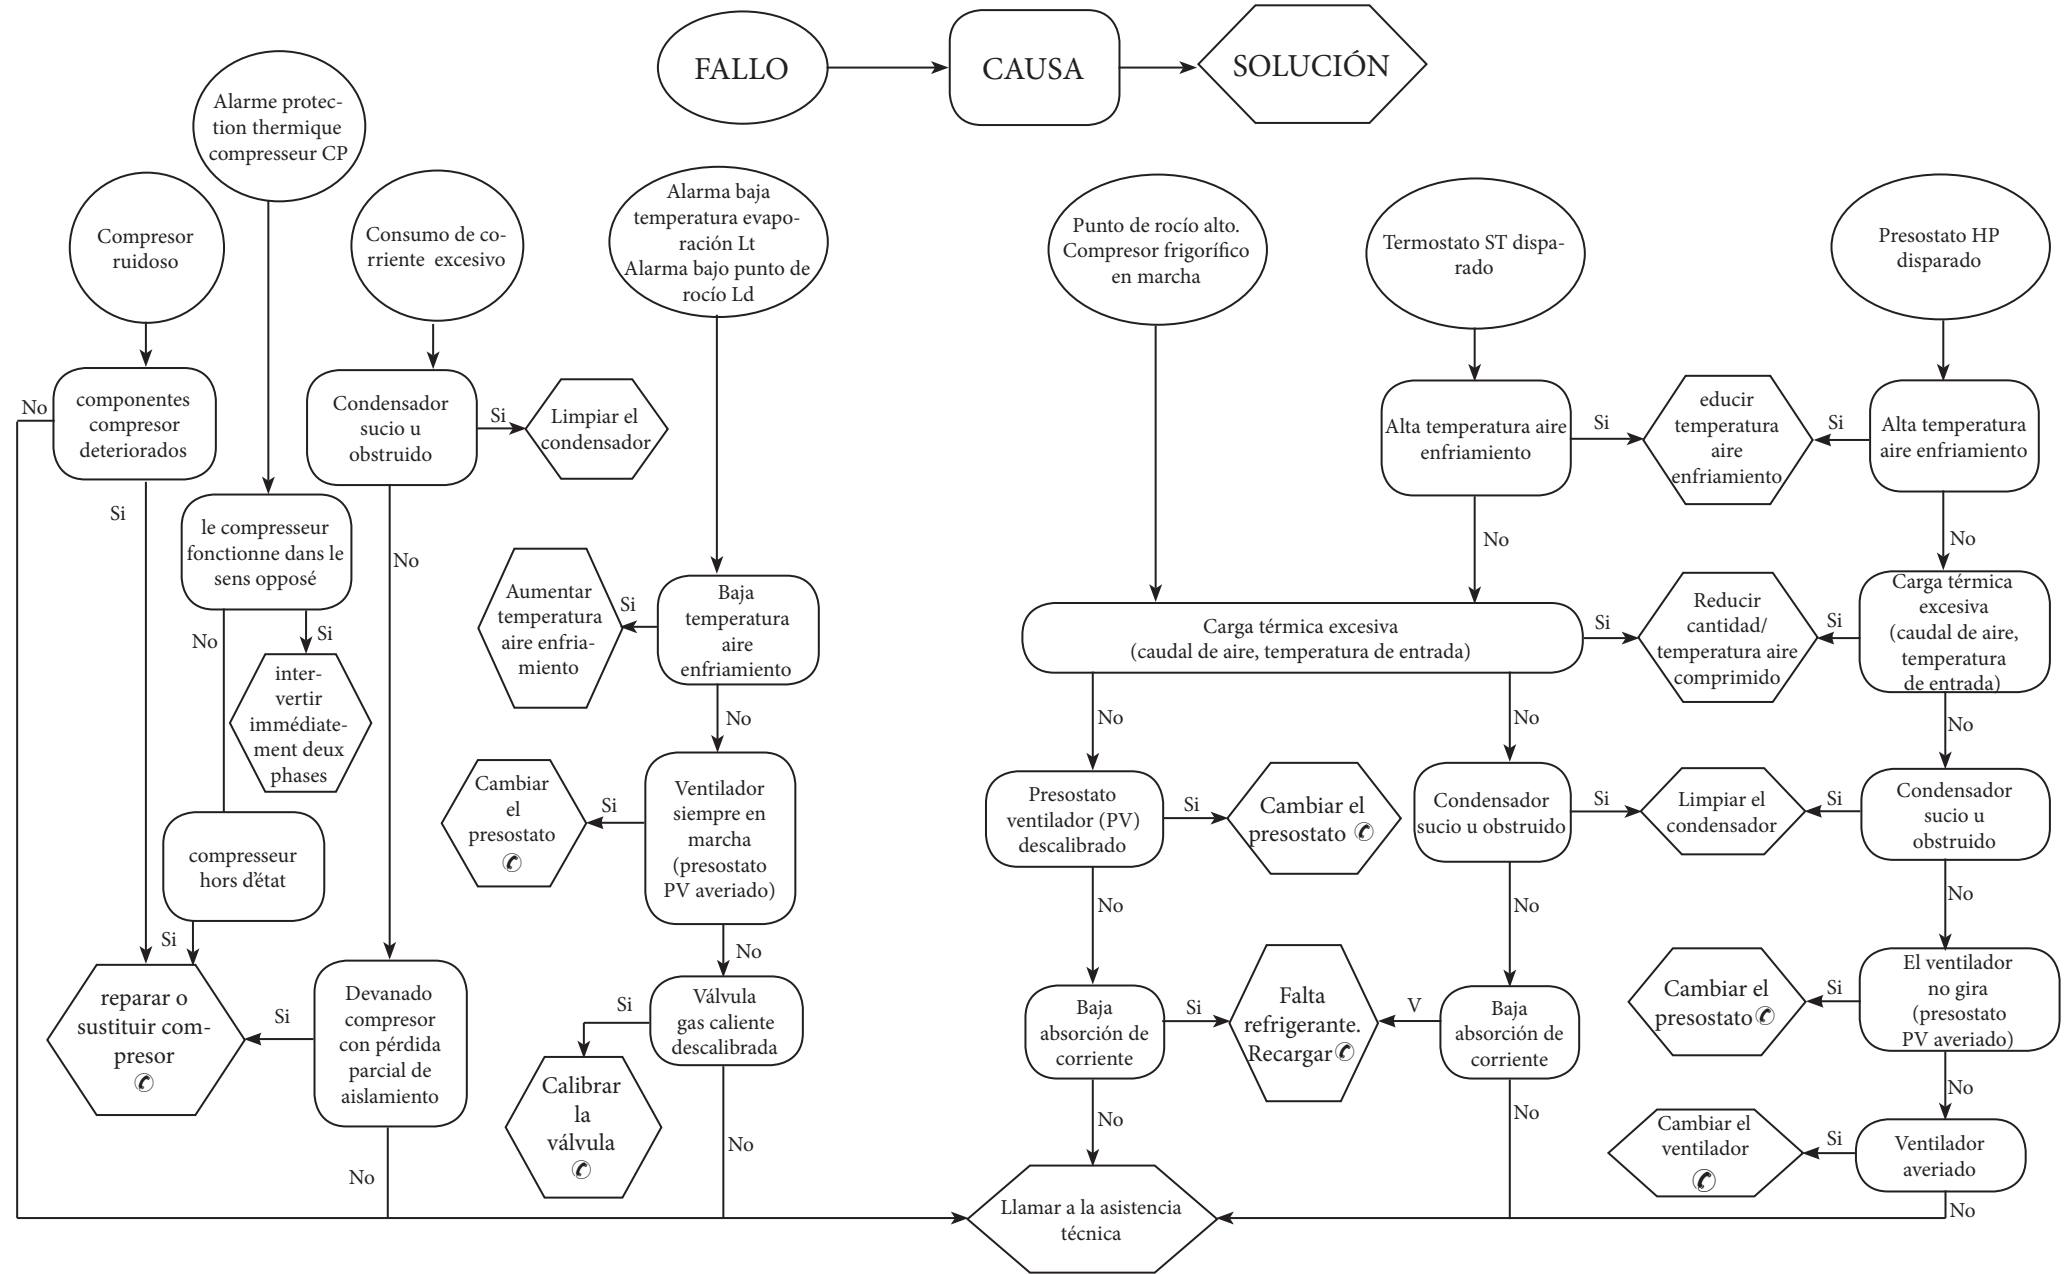 FALLO
CAUSA
SOLUCIÓN
Alarme protec-
tion thermique
compresseur CP
Compresor
ruidoso
Consumo de co-
rriente excesivo
Alarma baja
temperatura evapo-
ración Lt
Alarma bajo punto de
rocío Ld
Punto de rocío alto.
Compresor frigorífico
en marcha
Termostato ST dispa-
rado
Presostato HP
disparado
No
componentes
compresor
deteriorados
Si
Condensador
sucio u
obstruido
Si
Limpiar el
condensador
No
le compresseur
fonctionne dans le
sens opposé
No
Si
inter-
vertir
immédiate-
ment deux
phases
compresseur
hors d'état
Si
reparar o
sustituir com-
presor
✆
Si
Devanado
compresor
con pérdida
parcial de
aislamiento
No
Aumentar
temperatura
aire enfria-
miento
Si
Baja
temperatura
aire
enfriamiento
No
Cambiar
el
presostato
✆
Si
Ventilador
siempre en
marcha
(presostato
PV averiado)
No
Si
Válvula
gas caliente
descalibrada
Calibrar
la
válvula
✆
No
Alta temperatura aire
enfriamiento
Si
educir
temperatura
aire
enfriamiento
Si
Alta temperatura
aire enfriamiento
No
No
Carga térmica excesiva
(caudal de aire, temperatura de entrada)
Si
Reducir
cantidad/
temperatura aire
comprimido
Si
Carga térmica
excesiva
(caudal de aire,
temperatura
de entrada)
No
No
No
Presostato
ventilador (PV)
descalibrado
Si
Cambiar el
presostato ✆
Condensador
sucio u obstruido
Si
Limpiar el
condensador
Si
Condensador
sucio u
obstruido
No
No
No
Baja
absorción de
corriente
Si
Falta
refrigerante.
Recargar ✆
V
Baja
absorción de
corriente
Cambiar el
presostato ✆
Si
El ventilador
no gira
(presostato
PV averiado)
No
No
No
Cambiar el
ventilador
✆
Si
Ventilador
averiado
No
Llamar a la asistencia
técnica